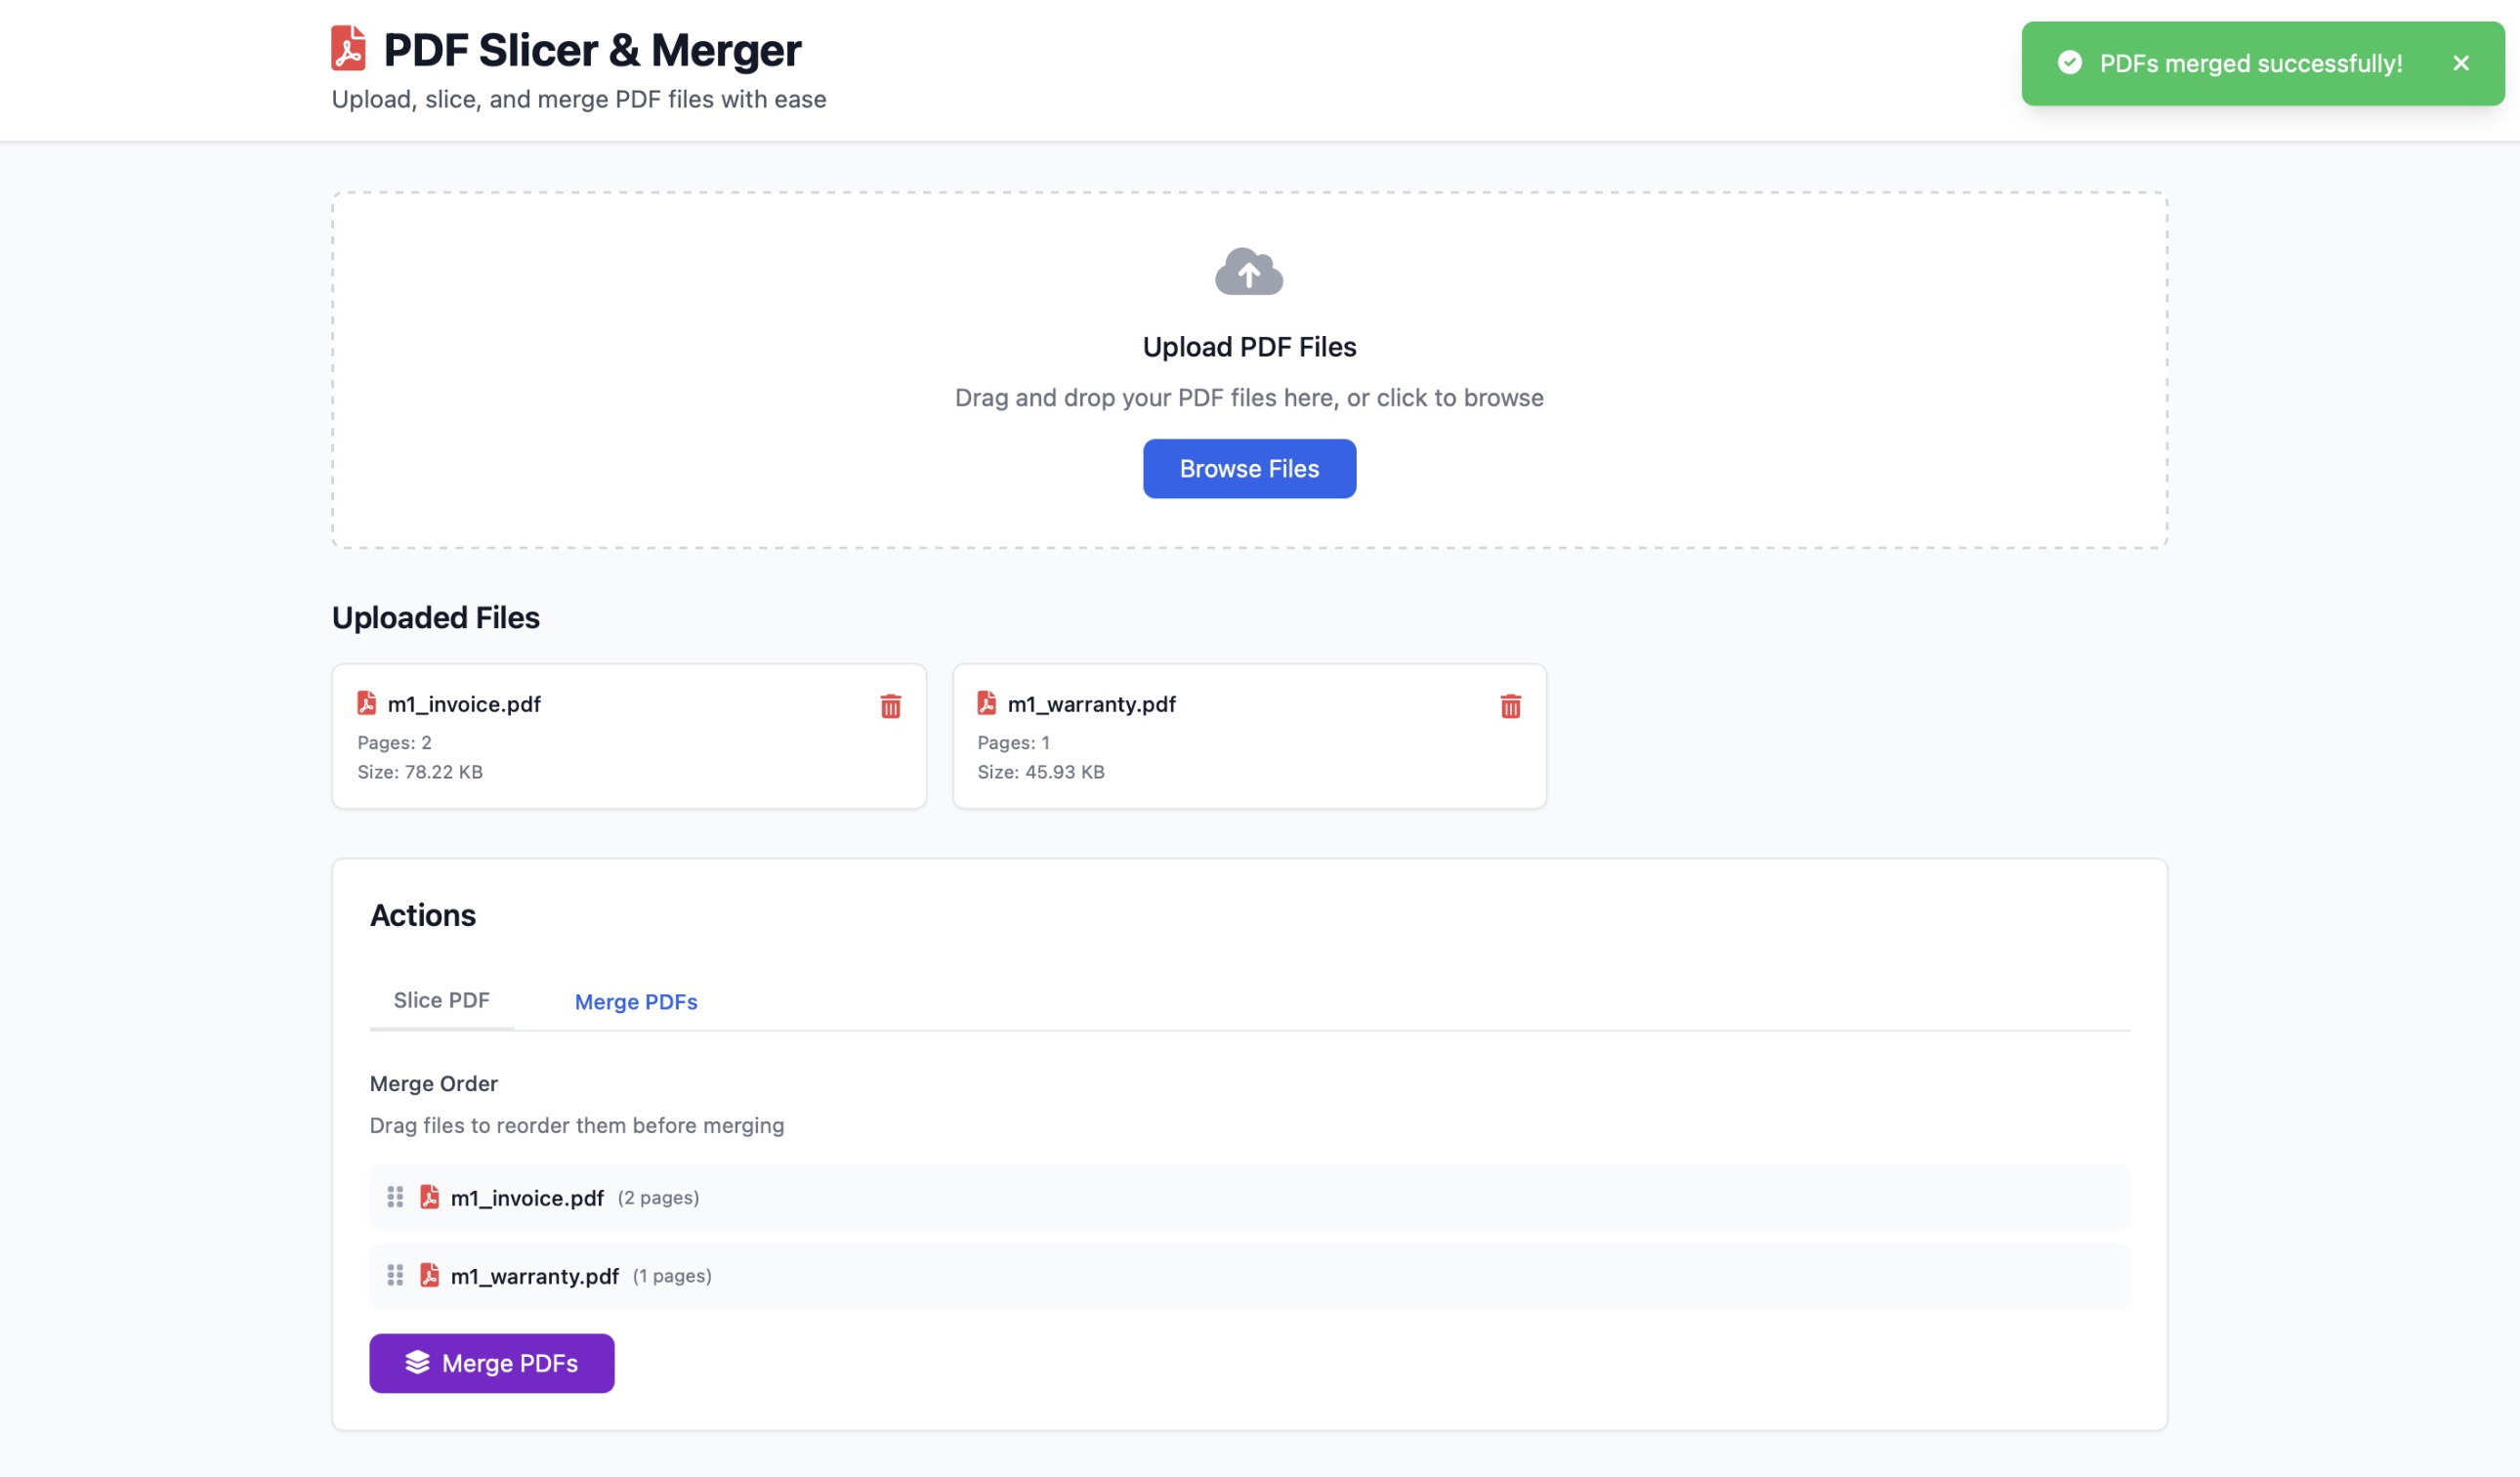 PDF Slicer & Merger
Upload, slice, and merge PDF files with ease
PDFs merged successfully!
Upload PDF Files
Drag and drop your PDF files here, or click to browse
Browse Files
Uploaded Files
m1_invoice.pdf
Pages: 2
Size: 78.22 KB
m1_warranty.pdf
Pages: 1
Size: 45.93 KB
Actions
Slice PDF
Merge PDFs
Merge Order
Drag files to reorder them before merging
m1_invoice.pdf (2 pages)
m1_warranty.pdf (1 pages)
Merge PDFs